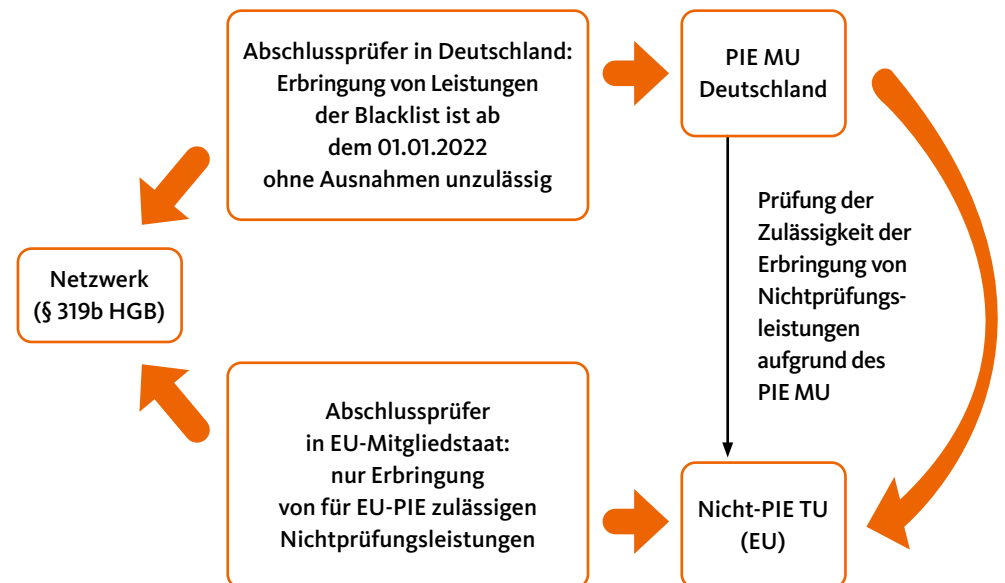 Abschlussprüfer in Deutschland:
Erbringung von Leistungen
der Blacklist ist ab
dem 01.01.2022
ohne Ausnahmen unzulässig
PIE MU
Deutschland
Netzwerk
(§ 319b HGB)
Prüfung der
Zulässigkeit der
Erbringung von
Nichtprüfungs-
leistungen
aufgrund des
PIE MU
Abschlussprüfer
in EU-Mitgliedstaat:
nur Erbringung
von für EU-PIE zulässigen
Nichtprüfungsleistungen
Nicht-PIE TU
(EU)